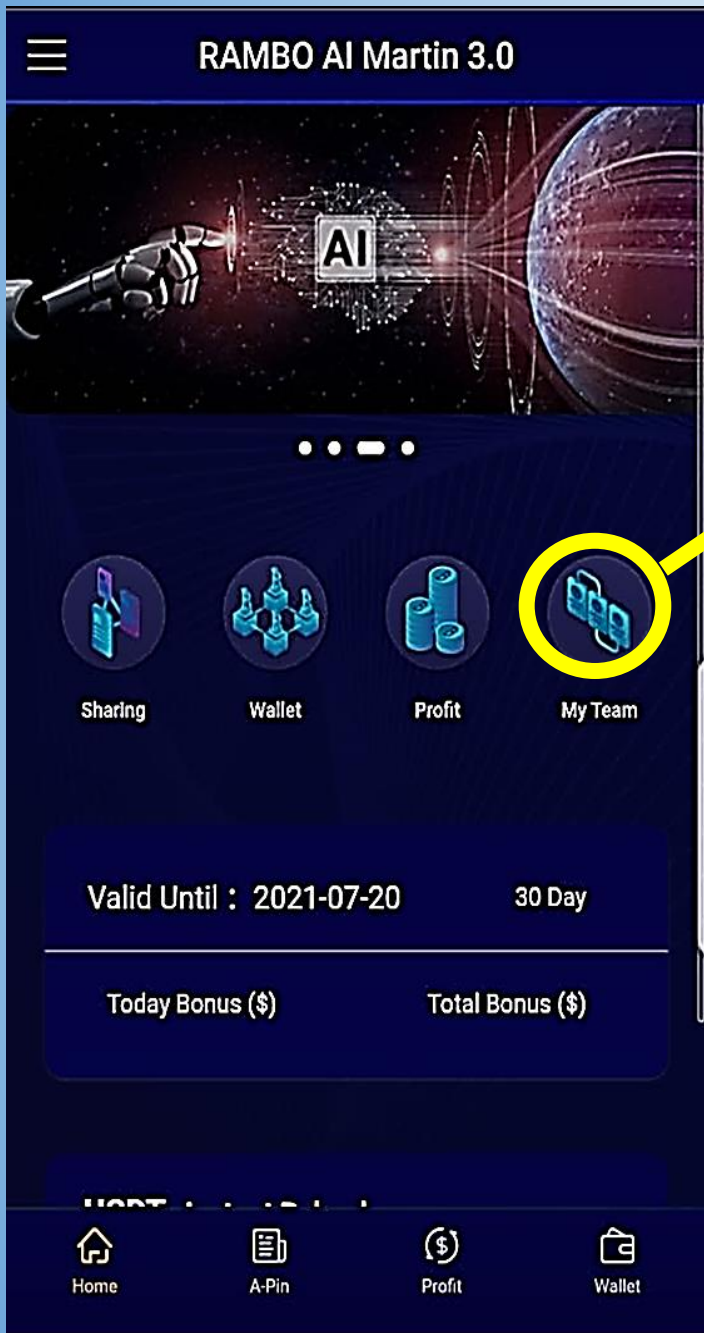 RAMBO AI Martin 3.0
AI
Sharing Wallet Profit My Team
Valid Until : 2021-07-20 30 Day
Today Bonus ($) Total Bonus ($)
Home A-Pin Profit Wallet